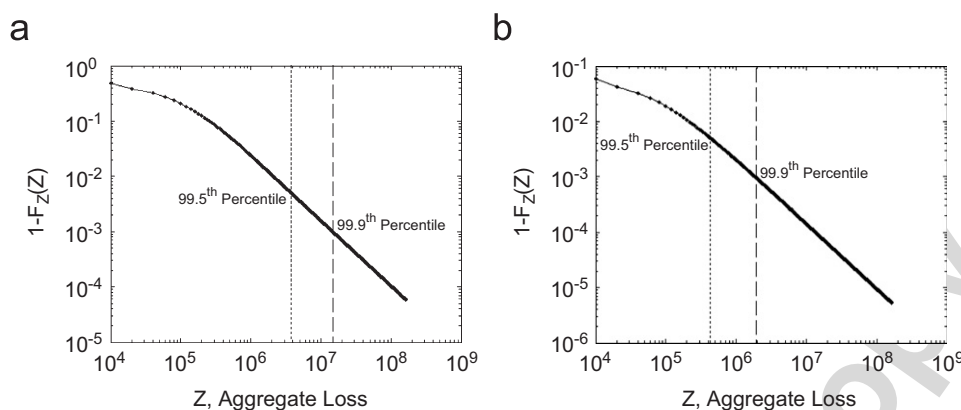 a
10^0
10^-1
10^-2
10^-3
10^-4
10^-5
1-F_Z(Z)
99.5^th Percentile
99.9^th Percentile
10^4 10^5 10^6 10^7 10^8 10^9
Z, Aggregate Loss
b
10^-1
10^-2
10^-3
10^-4
10^-5
10^-6
1-F_Z(Z)
99.5^th Percentile
99.9^th Percentile
10^4 10^5 10^6 10^7 10^8 10^9
Z, Aggregate Loss